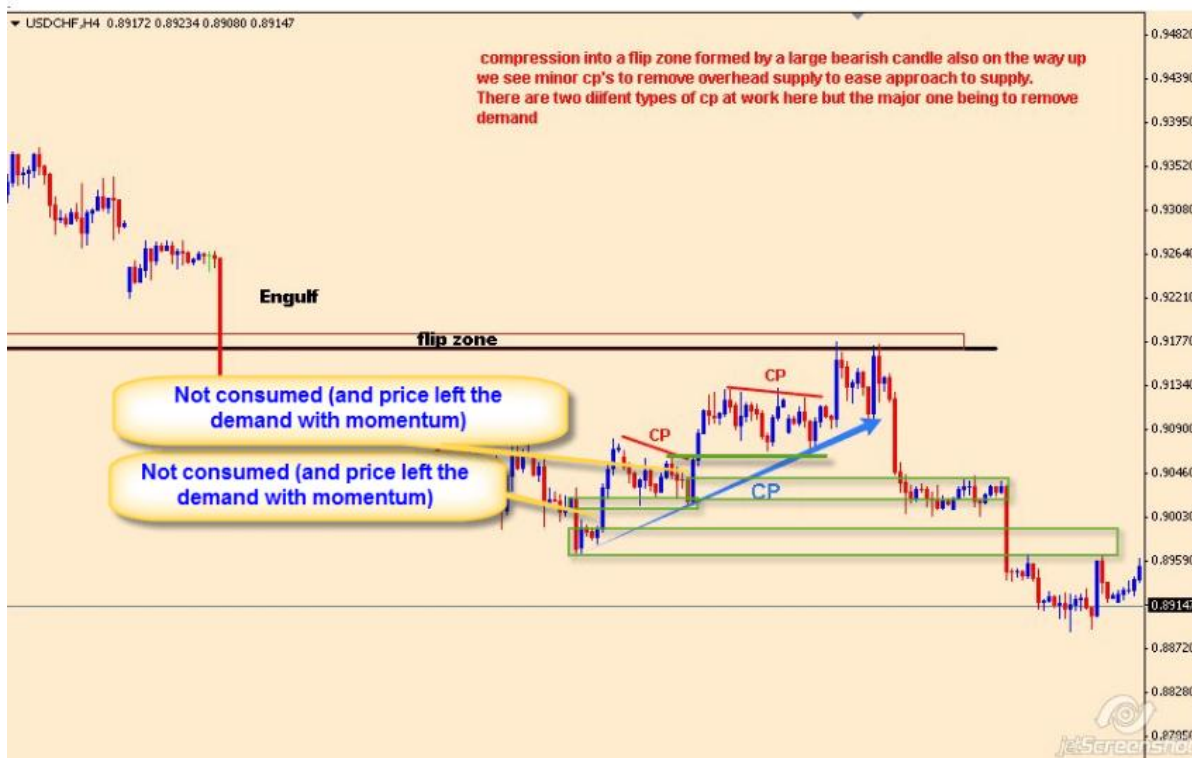 USDCHF,H4 0.89172 0.89234 0.89080 0.89147
compression into a flip zone formed by a large bearish candle also on the way up
we see minor cp's to remove overhead supply to ease approach to supply.
There are two diifent types of cp at work here but the major one being to remove
demand
0.94820
0.94390
0.93950
0.93520
0.93080
0.92640
0.92210
0.91770
0.91340
0.90900
0.90460
0.90030
0.89590
0.89147
0.88720
0.88280
0.87850
Engulf
flip zone
Not consumed (and price left the
demand with momentum)
Not consumed (and price left the
demand with momentum)
CP
CP
CP